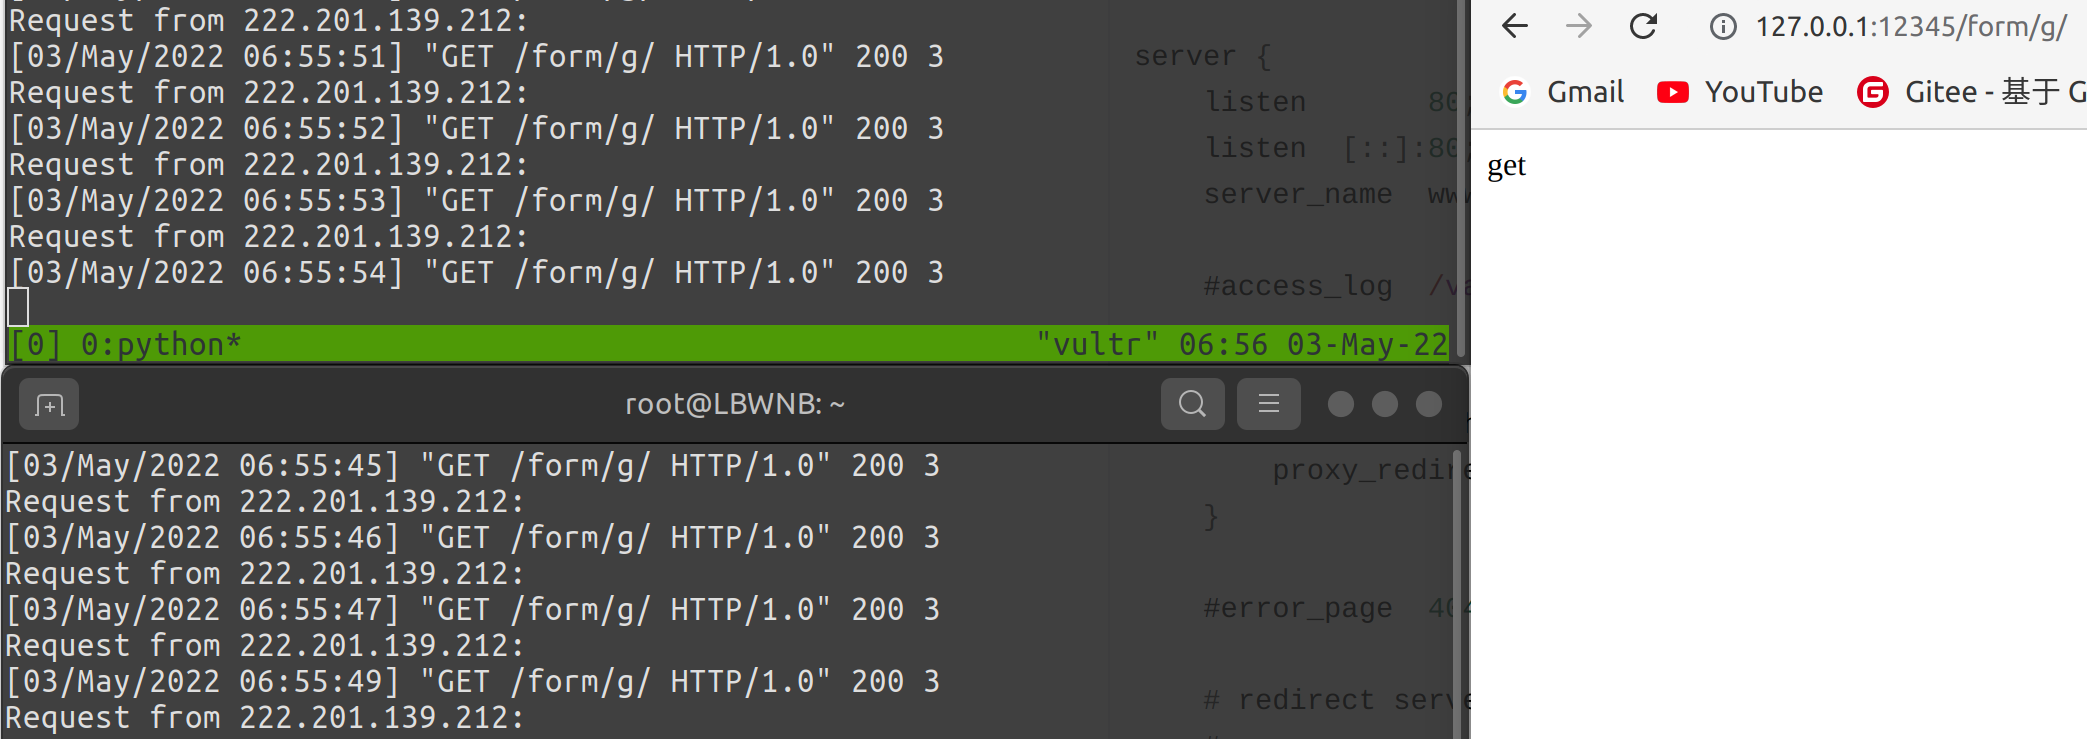 Request from 222.201.139.212:
[03/May/2022 06:55:51] "GET /form/g/ HTTP/1.0" 200 3
Request from 222.201.139.212:
[03/May/2022 06:55:52] "GET /form/g/ HTTP/1.0" 200 3
Request from 222.201.139.212:
[03/May/2022 06:55:53] "GET /form/g/ HTTP/1.0" 200 3
Request from 222.201.139.212:
[03/May/2022 06:55:54] "GET /form/g/ HTTP/1.0" 200 3
[0] 0:python* "vultr" 06:56 03-May-22
server {
listen 80;
listen [::]:80;
server_name www
#access_log /va
root@LBWNB: ~
[03/May/2022 06:55:45] "GET /form/g/ HTTP/1.0" 200 3
Request from 222.201.139.212:
[03/May/2022 06:55:46] "GET /form/g/ HTTP/1.0" 200 3
Request from 222.201.139.212:
[03/May/2022 06:55:47] "GET /form/g/ HTTP/1.0" 200 3
Request from 222.201.139.212:
[03/May/2022 06:55:49] "GET /form/g/ HTTP/1.0" 200 3
Request from 222.201.139.212:
proxy_redire
}
#error_page 404
# redirect serve
127.0.0.1:12345/form/g/
Gmail YouTube Gitee - 基于 G
get